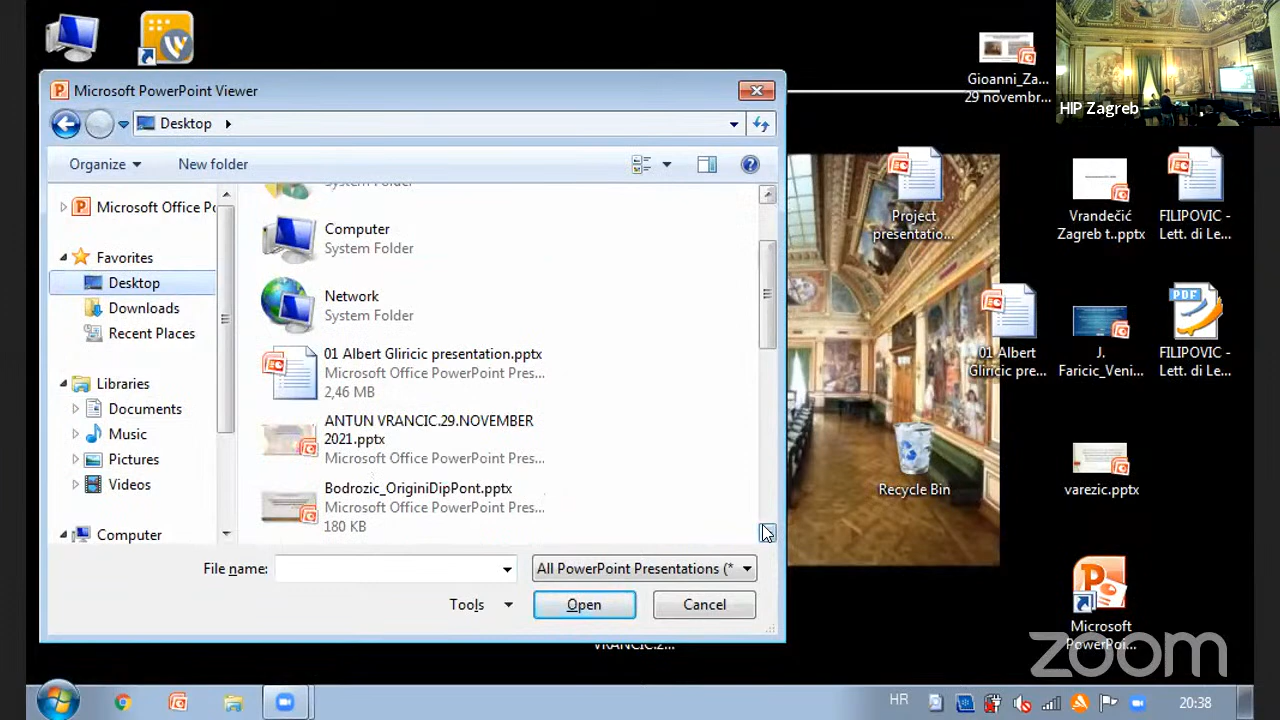 Microsoft PowerPoint Viewer
Desktop
Organize
New folder
Microsoft Office Po
Favorites
Desktop
Downloads
Recent Places
Libraries
Documents
Music
Pictures
Videos
Computer
System Folder
Computer
System Folder
Network
System Folder
01 Albert Gliricic presentation.pptx
Microsoft Office PowerPoint Pres...
2,46 MB
ANTUN VRANCIC.29.NOVEMBER
2021.pptx
Microsoft Office PowerPoint Pres...
Bodrozic_OriginiDipPont.pptx
Microsoft Office PowerPoint Pres...
180 KB
File name:
All PowerPoint Presentations (*
Tools
Open
Cancel
Gioanni_Za...
29 novembr...
HIP Zagreb
Project
presentatio...
Vrandečić
Zagreb t..pptx
FILIPOVIC -
Lett. di Le...
01 Albert
Gliricic pre...
J.
Faricic_Veni...
PDF
FILIPOVIC -
Lett. di Le...
Recycle Bin
varezic.pptx
Microsoft
PowerPoi...
VRANCIC.2...
zoom
HR
20:38